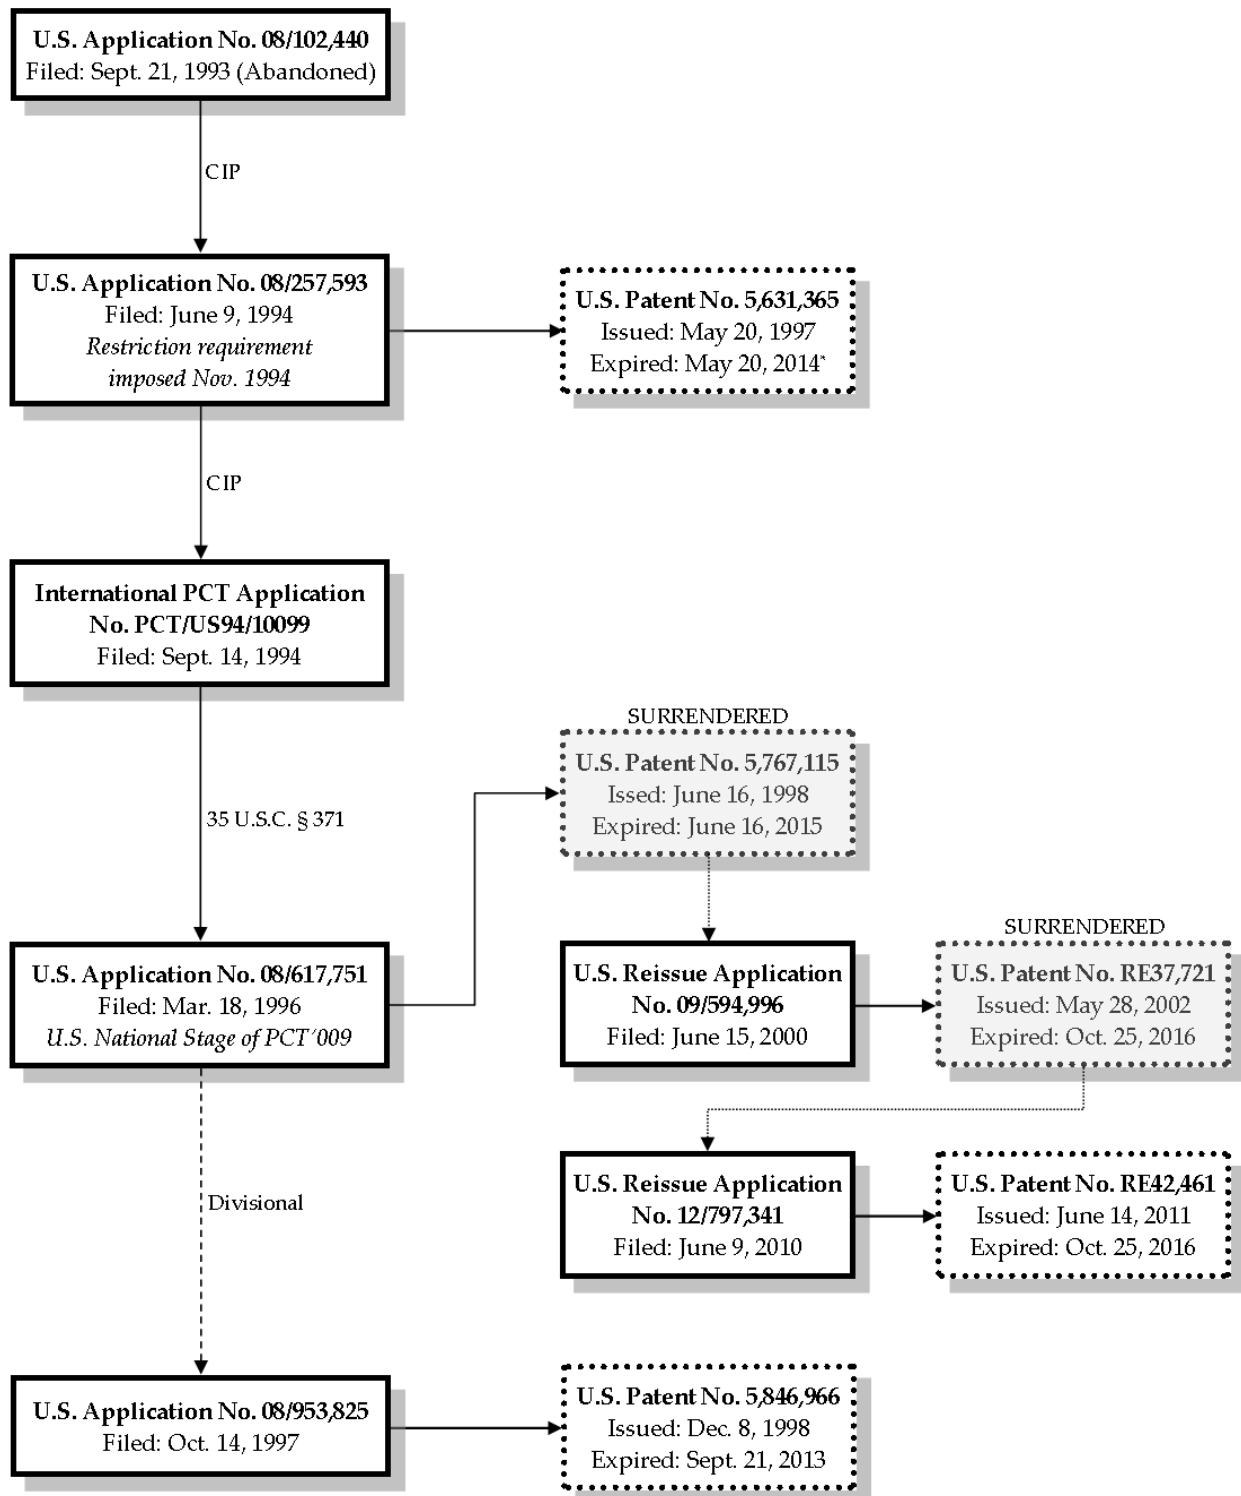 U.S. Application No. 08/102,440
Filed: Sept. 21, 1993 (Abandoned)
CIP
U.S. Application No. 08/257,593
Filed: June 9, 1994
Restriction requirement
imposed Nov. 1994
U.S. Patent No. 5,631,365
Issued: May 20, 1997
Expired: May 20, 2014*
CIP
International PCT Application
No. PCT/US94/10099
Filed: Sept. 14, 1994
35 U.S.C. § 371
SURRENDERED
U.S. Patent No. 5,767,115
Issed: June 16, 1998
Expired: June 16, 2015
U.S. Application No. 08/617,751
Filed: Mar. 18, 1996
U.S. National Stage of PCT '009
U.S. Reissue Application
No. 09/594,996
Filed: June 15, 2000
SURRENDERED
U.S. Patent No. RE37,721
Issued: May 28, 2002
Expired: Oct. 25, 2016
Divisional
U.S. Reissue Application
No. 12/797,341
Filed: June 9, 2010
U.S. Patent No. RE42,461
Issued: June 14, 2011
Expired: Oct. 25, 2016
U.S. Application No. 08/953,825
Filed: Oct. 14, 1997
U.S. Patent No. 5,846,966
Issued: Dec. 8, 1998
Expired: Sept. 21, 2013